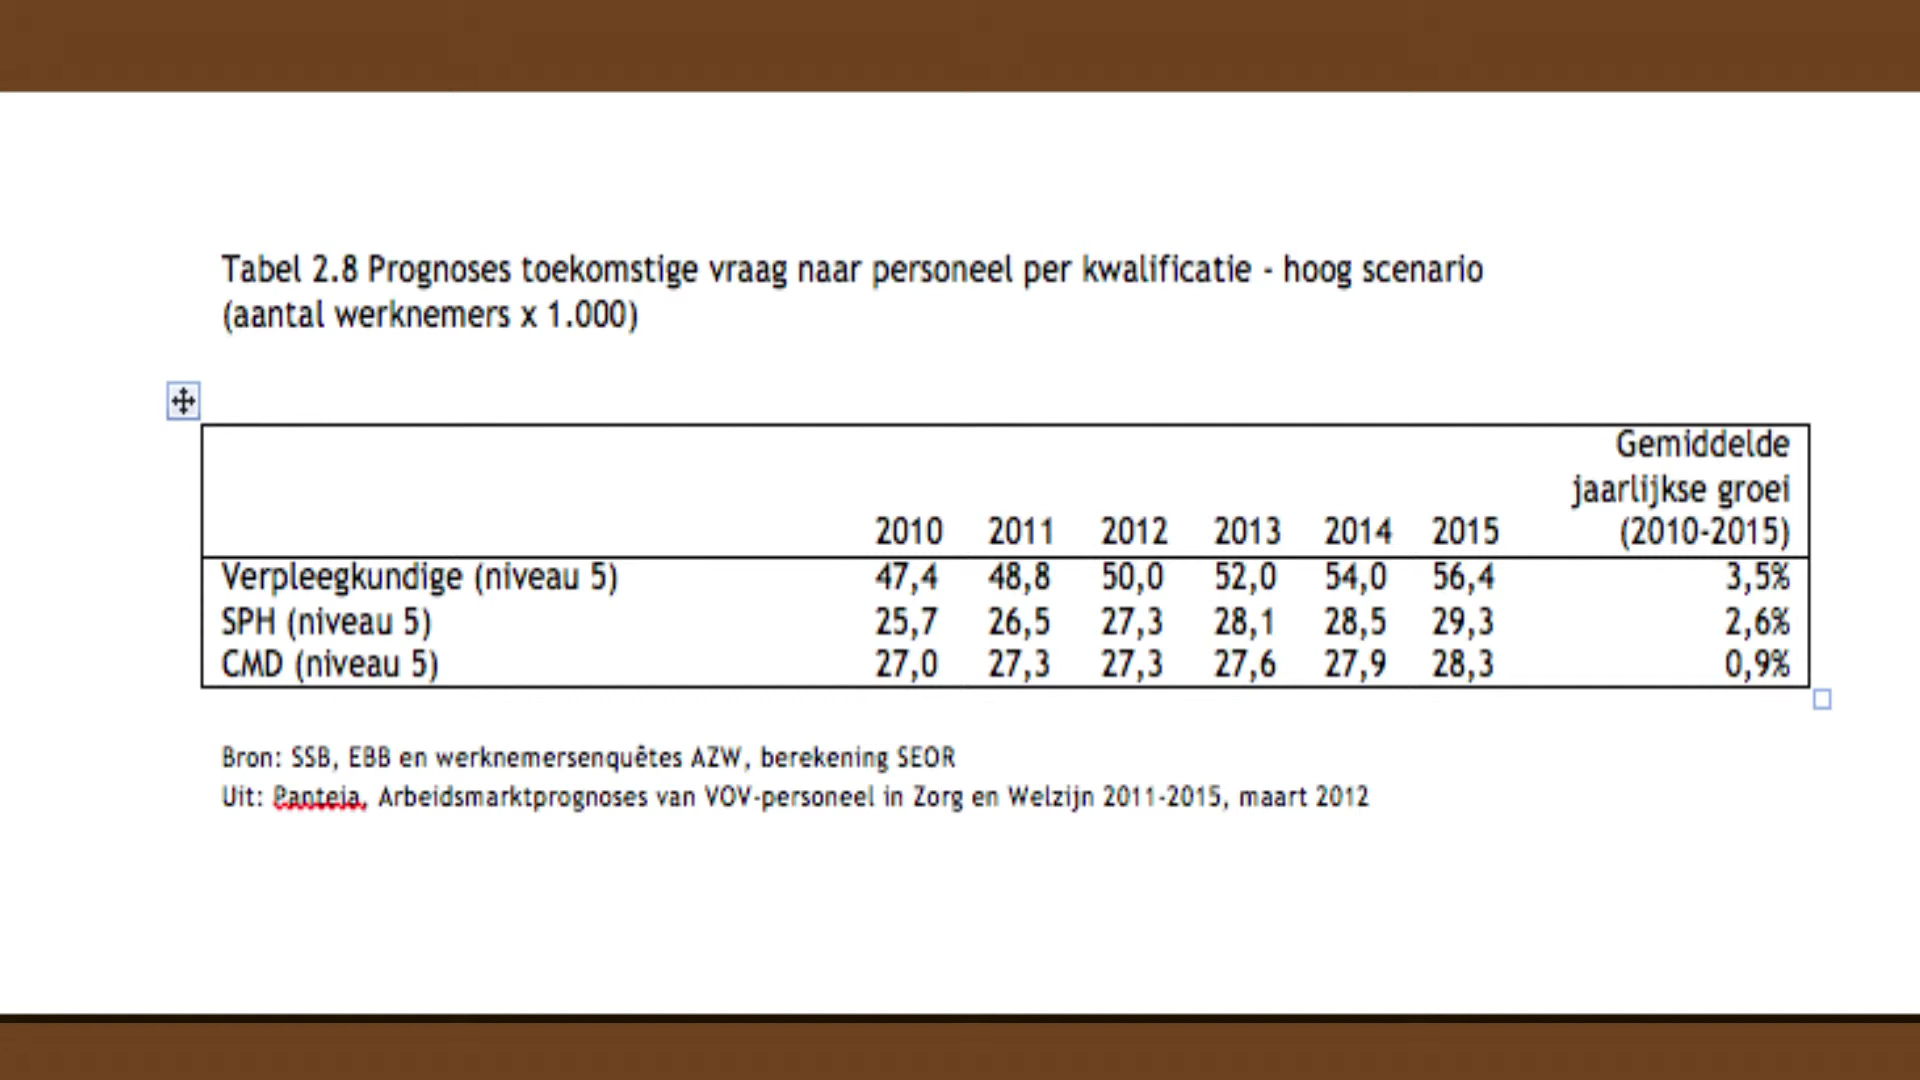 Tabel 2.8 Prognoses toekomstige vraag naar personeel per kwalificatie - hoog scenario
(aantal werknemers x 1.000)
Gemiddelde
jaarlijkse groei
2010 2011 2012 2013 2014 2015 (2010-2015)
Verpleegkundige (niveau 5) 47,4 48,8 50,0 52,0 54,0 56,4 3,5%
SPH (niveau 5) 25,7 26,5 27,3 28,1 28,5 29,3 2,6%
CMD (niveau 5) 27,0 27,3 27,3 27,6 27,9 28,3 0,9%
Bron: SSB, EBB en werknemersenquêtes AZW, berekening SEOR
Uit: Panteia, Arbeidsmarktprognoses van VOV-personeel in Zorg en Welzijn 2011-2015, maart 2012